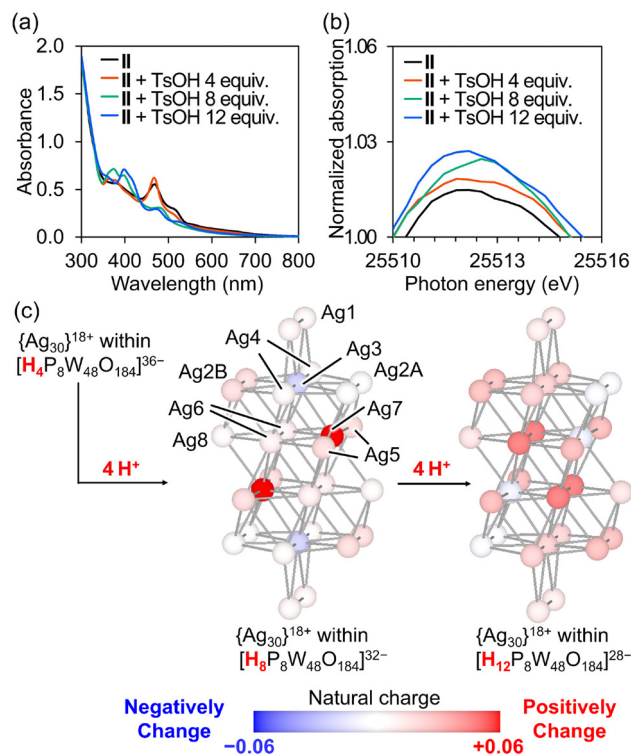 (a)
2.0
1.5
1.0
0.5
0.0
Absorbance
II
II + TsOH 4 equiv.
II + TsOH 8 equiv.
II + TsOH 12 equiv.
300 400 500 600 700 800
Wavelength (nm)
(b)
1.06
1.03
1.00
Normalized absorption
II
II + TsOH 4 equiv.
II + TsOH 8 equiv.
II + TsOH 12 equiv.
25510 25513 25516
Photon energy (eV)
(c)
{Ag₃₀}¹⁸⁺ within
[H₄P₈W₄₈O₁₈₄]³⁶⁻
4 H⁺
Ag1
Ag4
Ag3
Ag2B
Ag2A
Ag6
Ag7
Ag8
Ag5
4 H⁺
{Ag₃₀}¹⁸⁺ within
[H₈P₈W₄₈O₁₈₄]³²⁻
{Ag₃₀}¹⁸⁺ within
[H₁₂P₈W₄₈O₁₈₄]²⁸⁻
Negatively
Change
Natural charge
Positively
Change
−0.06
+0.06